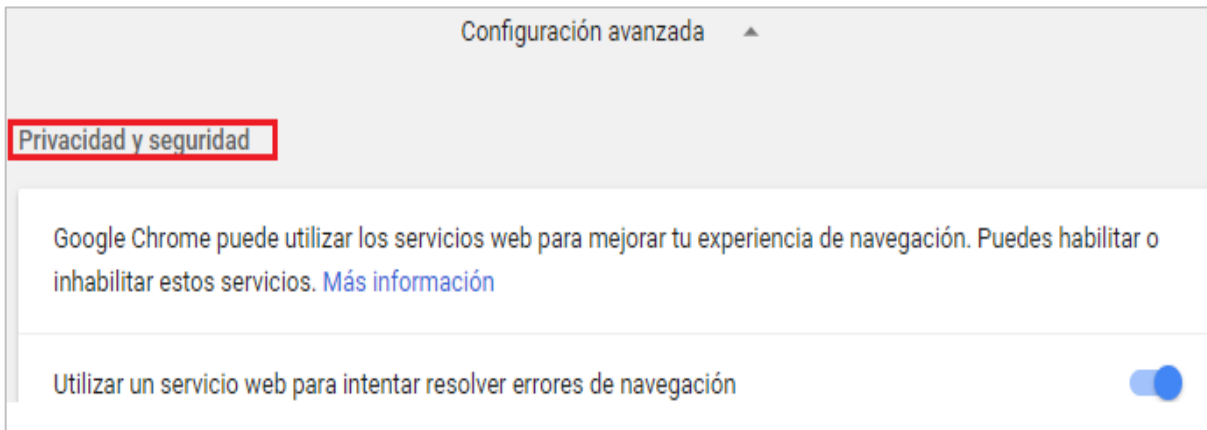 Configuración avanzada
Privacidad y seguridad
Google Chrome puede utilizar los servicios web para mejorar tu experiencia de navegación. Puedes habilitar o
inhabilitar estos servicios. Más información
Utilizar un servicio web para intentar resolver errores de navegación